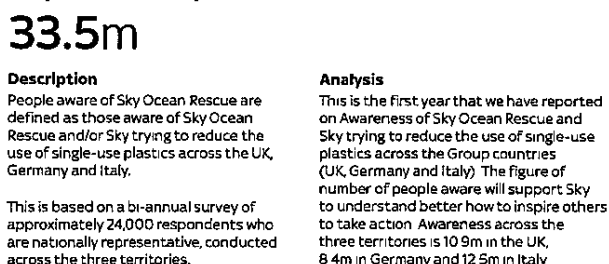 33.5m
Description
People aware of Sky Ocean Rescue are
defined as those aware of Sky Ocean
Rescue and/or Sky trying to reduce the
use of single-use plastics across the UK,
Germany and Italy.
This is based on a bi-annual survey of
approximately 24,000 respondents who
are nationally representative, conducted
across the three territories.
Analysis
This is the first year that we have reported
on Awareness of Sky Ocean Rescue and
Sky trying to reduce the use of single-use
plastics across the Group countries
(UK, Germany and Italy) The figure of
number of people aware will support Sky
to understand better how to inspire others
to take action Awareness across the
three territories is 10 9m in the UK,
8 4m in Germany and 12 5m in Italy